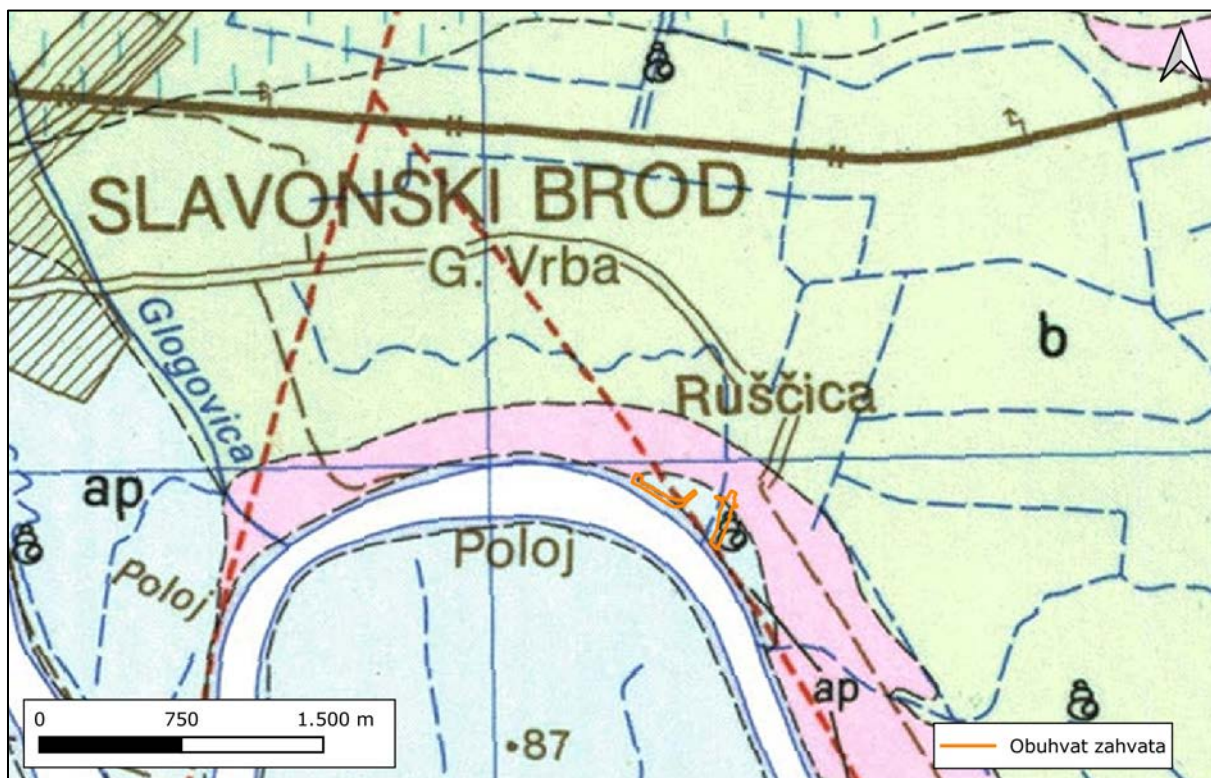 SLAVONSKI BROD
G. Vrba
Glogovica
b
Ruščica
ap
Poloj
Poloj
ap
87
0 750 1.500 m
Obuhvat zahvata